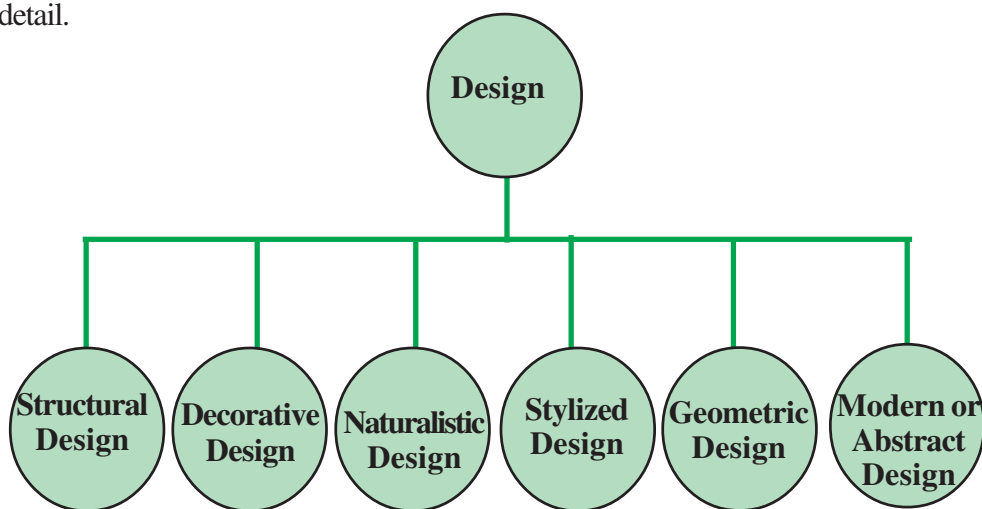 detail.
Design
Structural
Design
Decorative
Design
Naturalistic
Design
Stylized
Design
Geometric
Design
Modern or
Abstract
Design